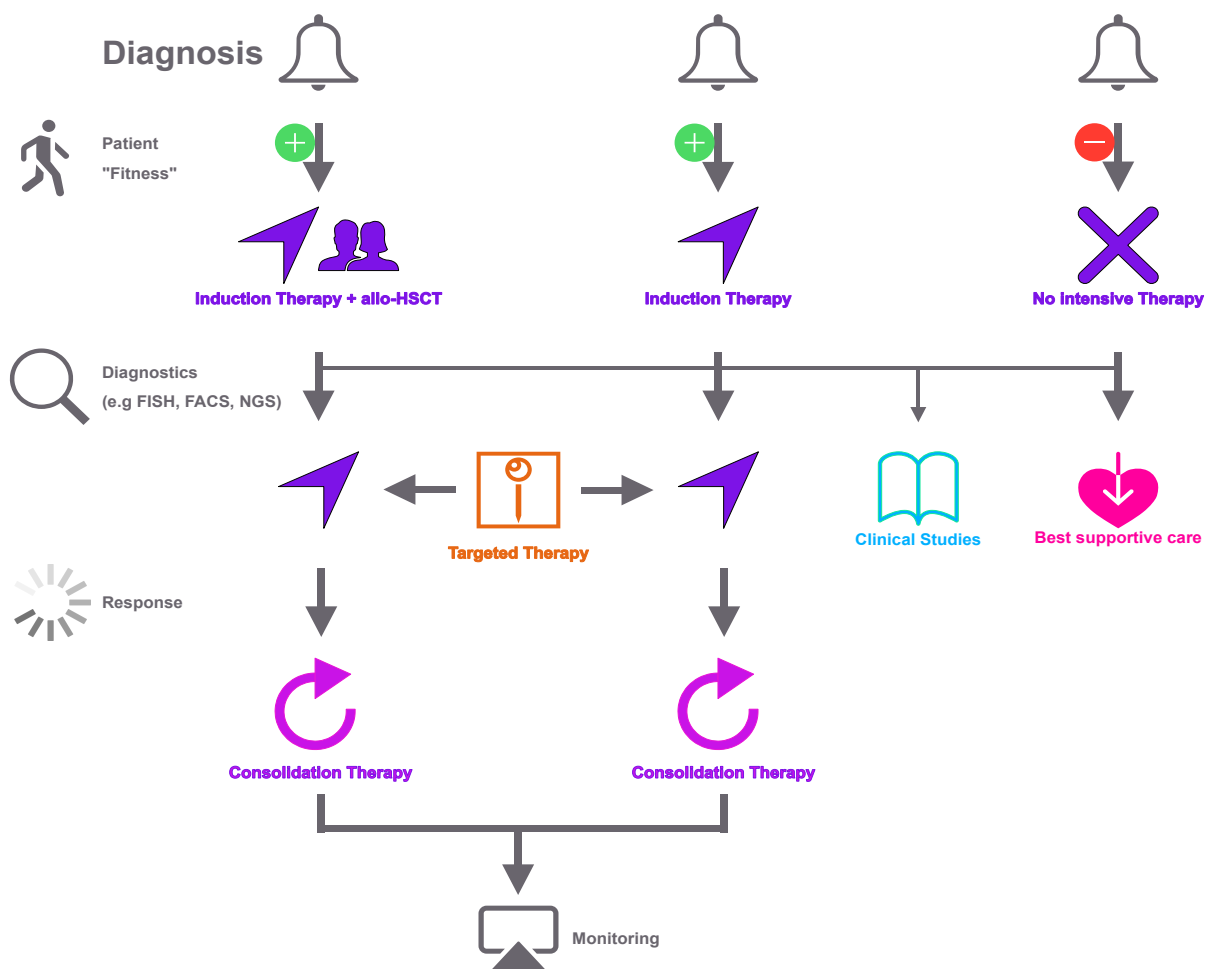 Diagnosis
Patient
"Fitness"
Induction Therapy + allo-HSCT
Induction Therapy
No intensive Therapy
Diagnostics
(e.g FISH, FACS, NGS)
Targeted Therapy
Clinical Studies
Best supportive care
Response
Consolidation Therapy
Consolidation Therapy
Monitoring